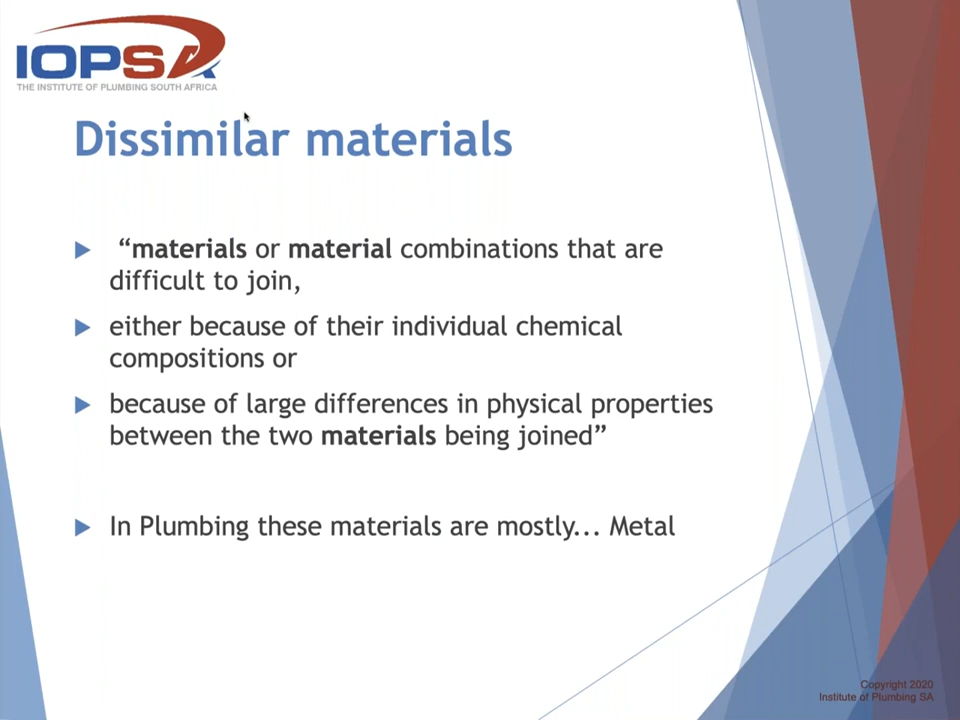 IOPSA
THE INSTITUTE OF PLUMBING SOUTH AFRICA
Dissimilar materials
“materials or material combinations that are
difficult to join,
either because of their individual chemical
compositions or
because of large differences in physical properties
between the two materials being joined”
In Plumbing these materials are mostly... Metal
Copyright 2020
Institute of Plumbing SA